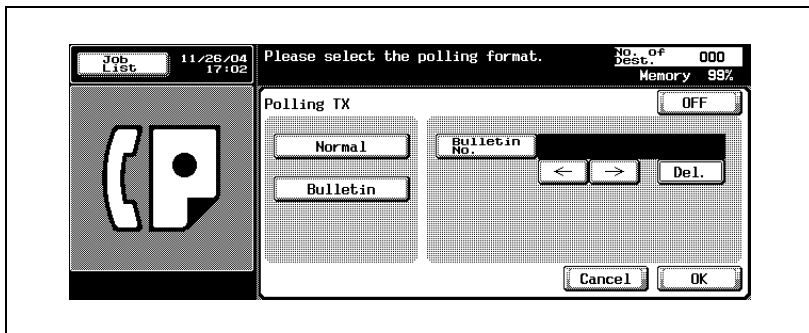 Job List
11/26/04
17:02
Please select the polling format.
No. of Dest.
000
Memory 99%
Polling TX
OFF
Normal
Bulletin
Bulletin No.
← → Del.
Cancel OK